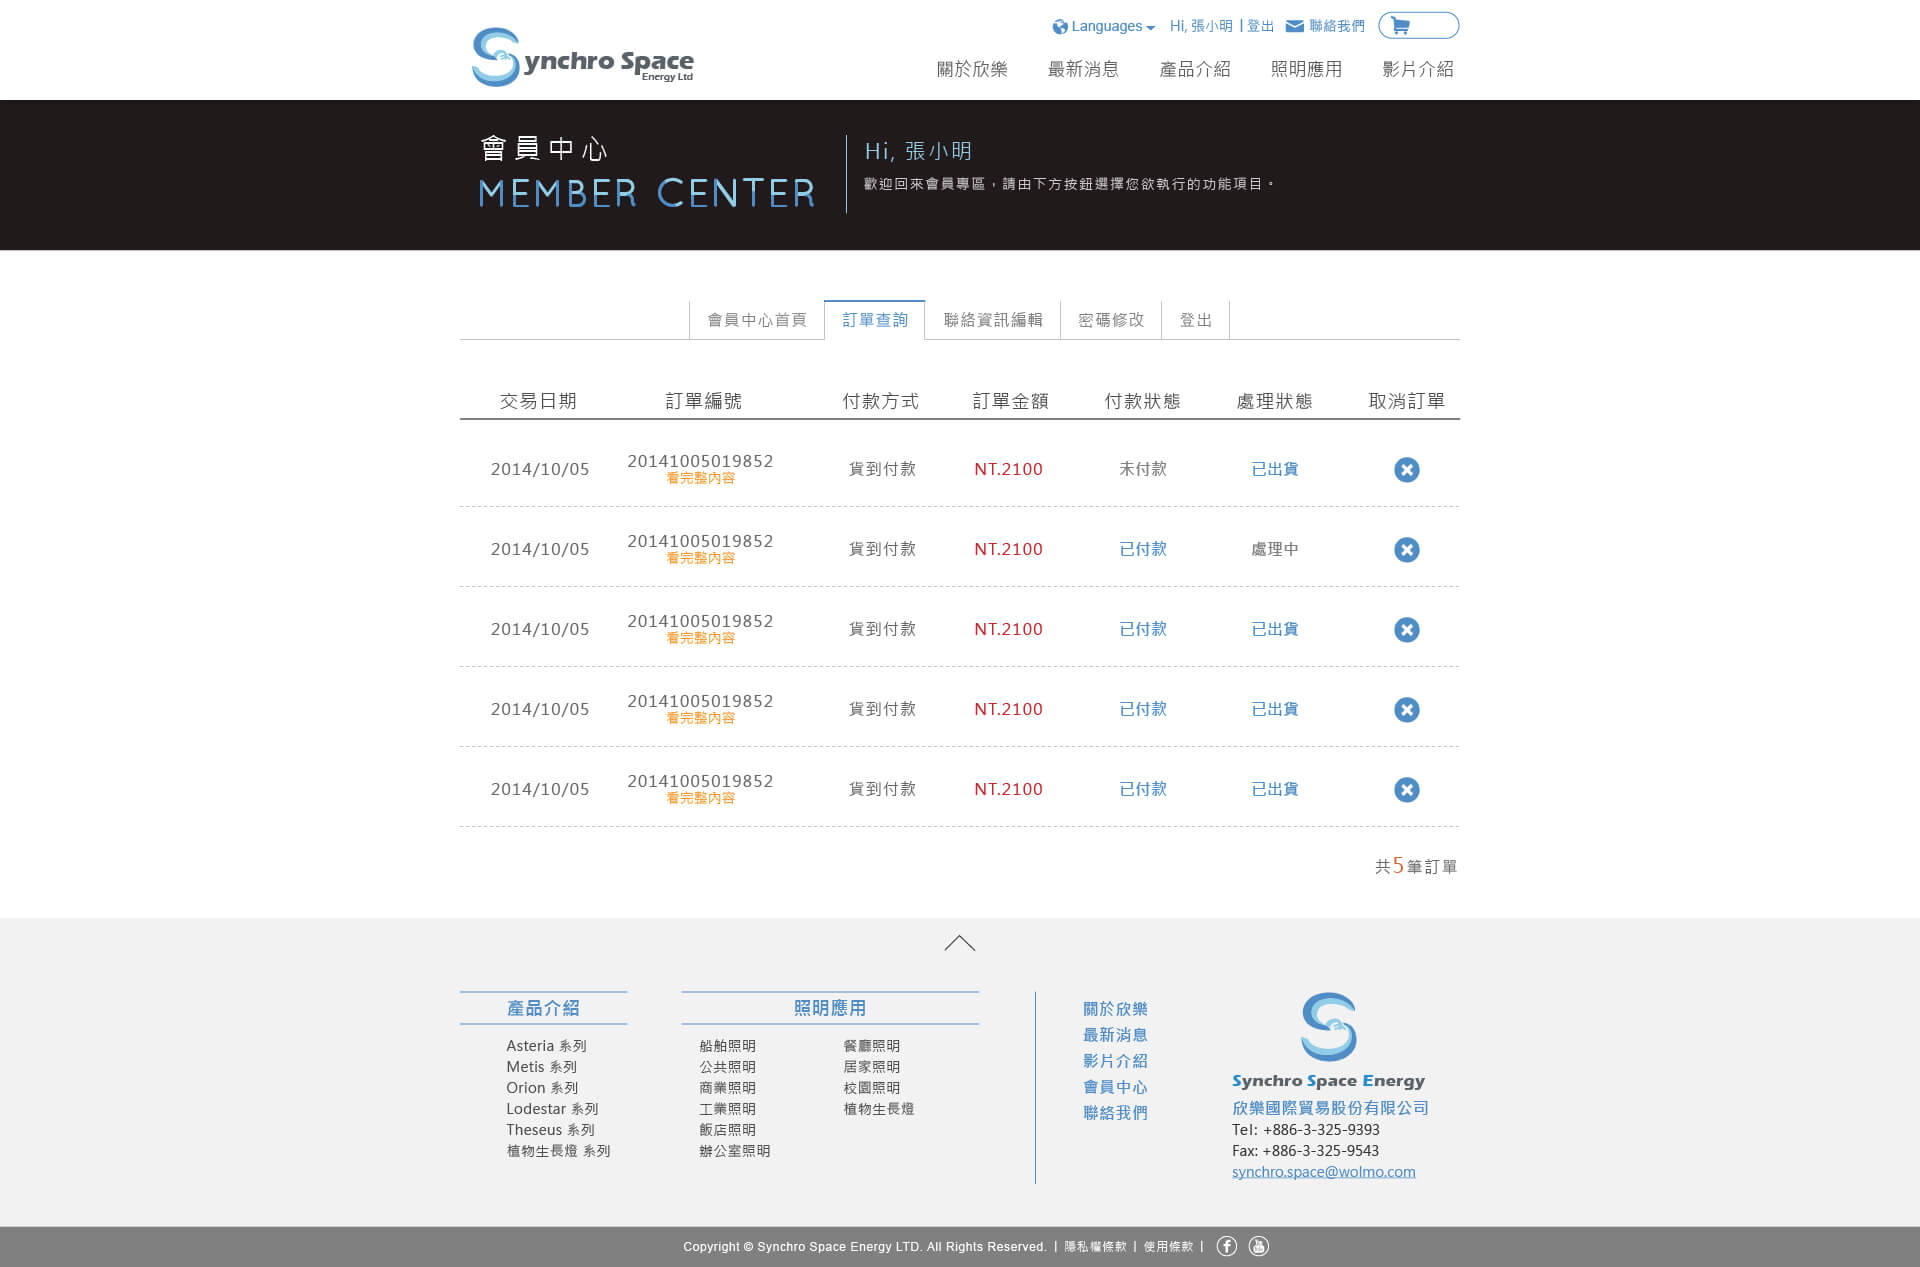 Synchro Space
Energy Ltd
Languages Hi, 張小明 | 登出 聯絡我們
關於欣樂 最新消息 產品介紹 照明應用 影片介紹
會員中心
MEMBER CENTER
Hi, 張小明
歡迎回來會員專區，請由下方按鈕選擇您欲執行的功能項目。
會員中心首頁 訂單查詢 聯絡資訊編輯 密碼修改 登出
交易日期 訂單編號 付款方式 訂單金額 付款狀態 處理狀態 取消訂單
2014/10/05 20141005019852 貨到付款 NT.2100 未付款 已出貨
看完整內容
2014/10/05 20141005019852 貨到付款 NT.2100 已付款 處理中
看完整內容
2014/10/05 20141005019852 貨到付款 NT.2100 已付款 已出貨
看完整內容
2014/10/05 20141005019852 貨到付款 NT.2100 已付款 已出貨
看完整內容
2014/10/05 20141005019852 貨到付款 NT.2100 已付款 已出貨
看完整內容
共5筆訂單
產品介紹
Asteria 系列
Metis 系列
Orion 系列
Lodestar 系列
Theseus 系列
植物生長燈 系列
照明應用
船舶照明
公共照明
商業照明
工業照明
飯店照明
辦公室照明
餐廳照明
居家照明
校園照明
植物生長燈
關於欣樂
最新消息
影片介紹
會員中心
聯絡我們
Synchro Space Energy
欣樂國際貿易股份有限公司
Tel: +886-3-325-9393
Fax: +886-3-325-9543
synchro.space@wolmo.com
Copyright © Synchro Space Energy LTD. All Rights Reserved. | 隱私權條款 | 使用條款 |